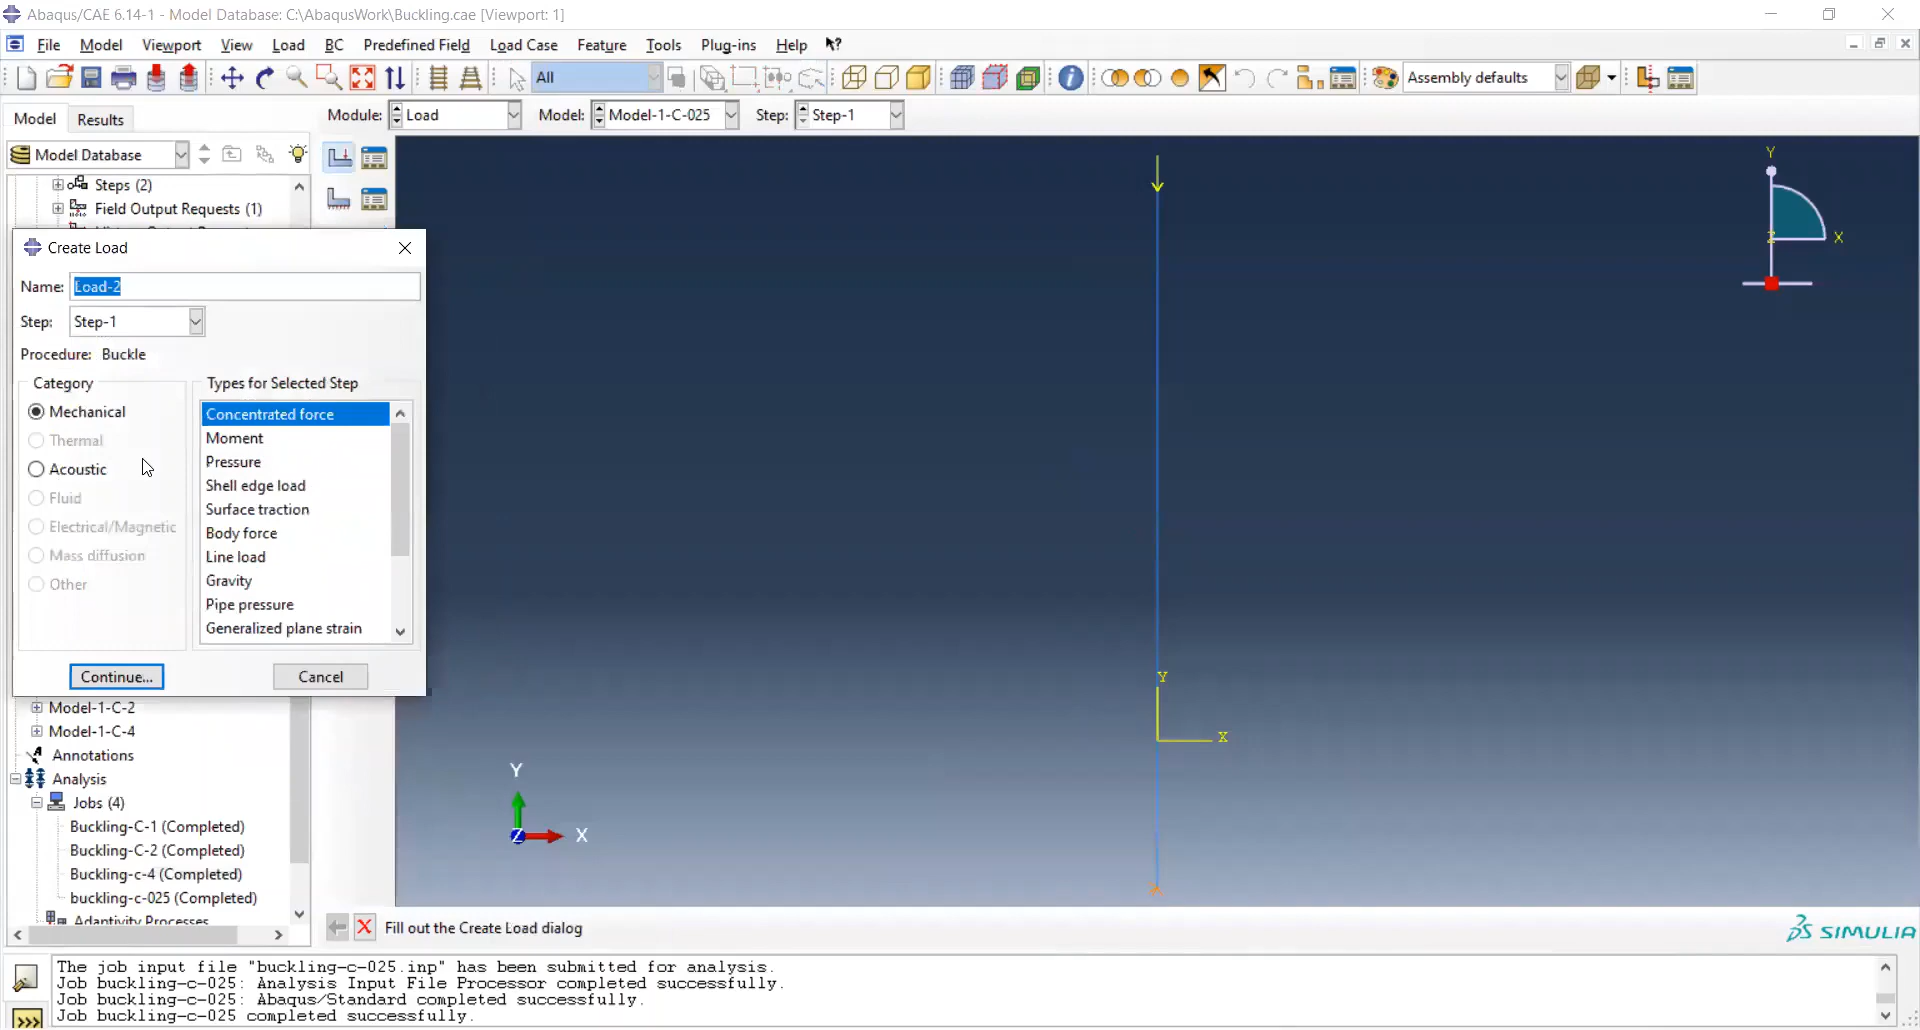 Abaqus/CAE 6.14-1 - Model Database: C:\AbaqusWork\Buckling.cae [Viewport: 1]
File Model Viewport View Load BC Predefined Field Load Case Feature Tools Plug-ins Help
All Assembly defaults
Model Results
Module: Load Model: Model-1-C-025 Step: Step-1
Model Database
Steps (2)
Field Output Requests (1)
Create Load
Name: Load-2
Step: Step-1
Procedure: Buckle
Category
Mechanical
Thermal
Acoustic
Fluid
Electrical/Magnetic
Mass diffusion
Other
Types for Selected Step
Concentrated force
Moment
Pressure
Shell edge load
Surface traction
Body force
Line load
Gravity
Pipe pressure
Generalized plane strain
Continue... Cancel
Model-1-C-2
Model-1-C-4
Annotations
Analysis
Jobs (4)
Buckling-C-1 (Completed)
Buckling-C-2 (Completed)
Buckling-c-4 (Completed)
buckling-c-025 (Completed)
Adaptivity Processes
Y
X
Z
Y
X
Y
X
Z
Fill out the Create Load dialog
SIMULIA
The job input file "buckling-c-025.inp" has been submitted for analysis.
Job buckling-c-025: Analysis Input File Processor completed successfully.
Job buckling-c-025: Abaqus/Standard completed successfully.
Job buckling-c-025 completed successfully.
>>>